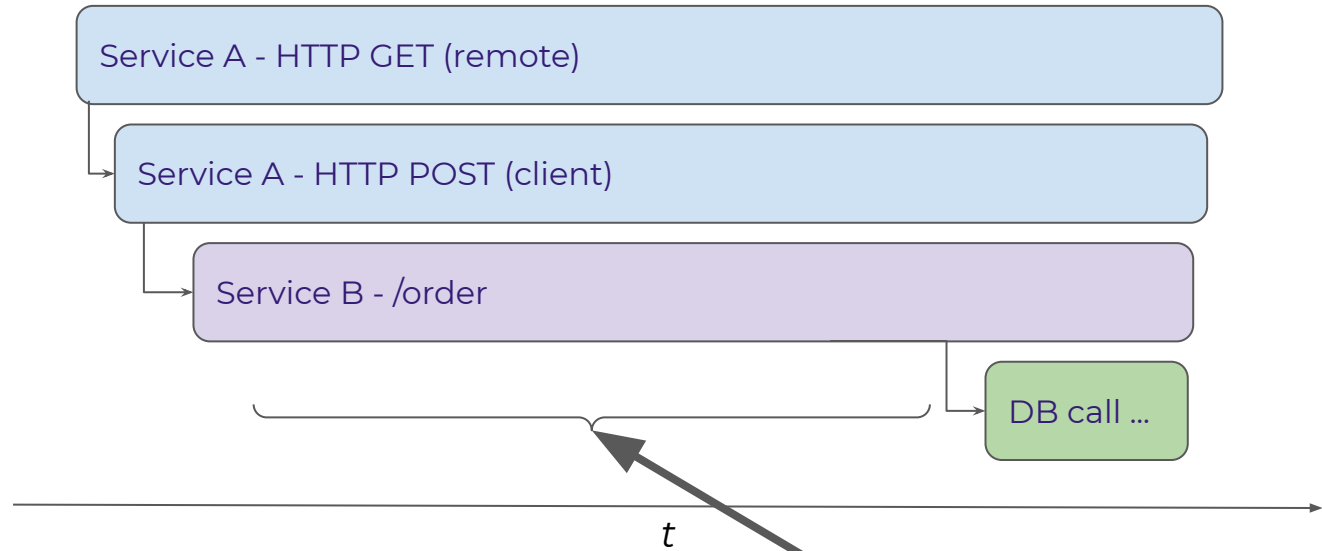 Service A - HTTP GET (remote)
Service A - HTTP POST (client)
Service B - /order
DB call ...
t